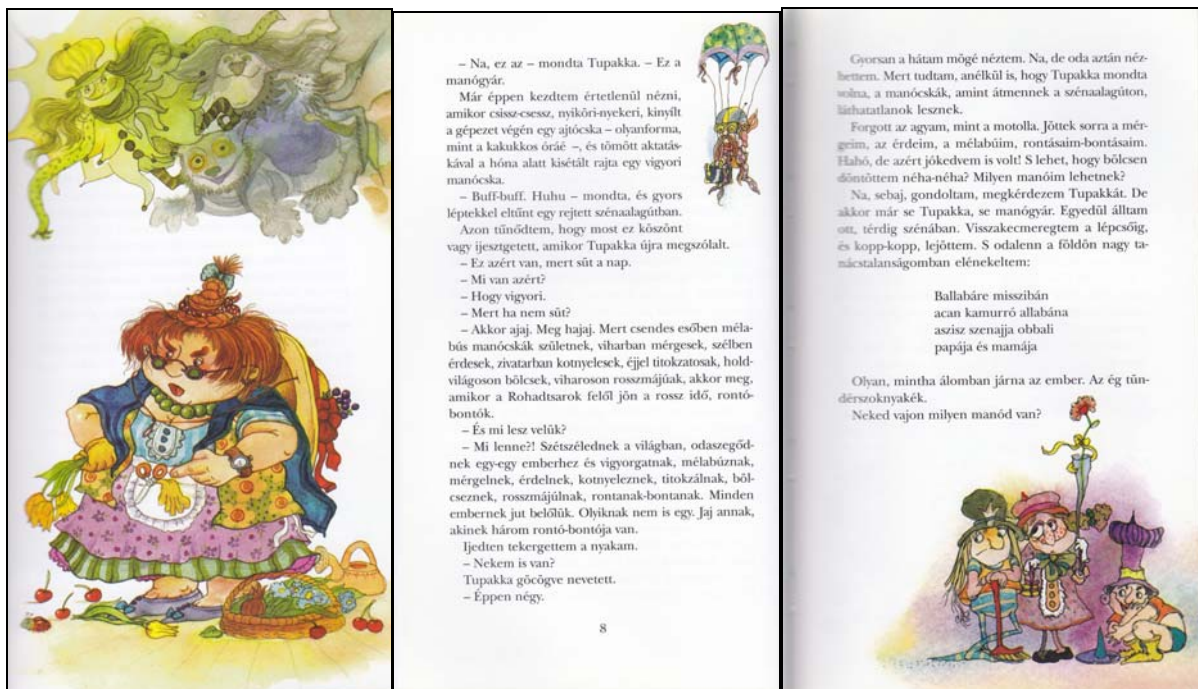 – Na, ez az – mondta Tupakka. – Ez a
manógyár.
Már éppen kezdtem értetlenül nézni,
amikor csissz-csessz, nyiköri-nyekeri, kinyílt
a gépezet végén egy ajtócska – olyanforma,
mint a kakukkos óráé –, és tömött aktatás-
kával a hóna alatt kisétált rajta egy vigyori
manócska.
– Buff-buff. Huhu – mondta, és gyors
léptekkel eltűnt egy rejtett szénaalagútban.
Azon tűnődtem, hogy most ez köszönt
vagy ijesztgetett, amikor Tupakka újra megszólalt.
– Ez azért van, mert süt a nap.
– Mi van azért?
– Hogy vigyori.
– Mert ha nem süt?
– Akkor ajaj. Meg hajaj. Mert csendes esőben méla-
bús manócskák születnek, viharban mérgesek, szélben
érdesek, zivatarban kotnyelesek, éjjel titokzatosak, hold-
világoson bölcsek, viharoson rosszmájúak, akkor meg,
amikor a Rohadtsarok felől jön a rossz idő, rontó-
bontók.
– És mi lesz velük?
– Mi lenne?! Szétszélednek a világban, odaszegőd-
nek egy-egy emberhez és vigyorgatnak, mélabúznak,
mérgelnek, érdelnek, kotnyeleznek, titokzálnak, böl-
cseznek, rosszmájúlnak, rontanak-bontanak. Minden
embernek jut belőlük. Olyiknak nem is egy. Jaj annak,
akinek három rontó-bontója van.
Ijedten tekergettem a nyakam.
– Nekem is van?
Tupakka göcögve nevetett.
– Éppen négy.
8
Gyorsan a hátam mögé néztem. Na, de oda aztán néz-
hettem. Mert tudtam, anélkül is, hogy Tupakka mondta
volna, a manócskák, amint átmennek a szénaalagúton,
láthatatlanok lesznek.
Forgott az agyam, mint a motolla. Jöttek sorra a mér-
geim, az érdeim, a mélabúim, rontásaim-bontásaim.
Hahó, de azért jókedvem is volt! S lehet, hogy bölcsen
döntöttem néha-néha? Milyen manóim lehetnek?
Na, sebaj, gondoltam, megkérdezem Tupakkát. De
akkor már se Tupakka, se manógyár. Egyedül álltam
ott, térdig szénában. Visszakecmeregtem a lépcsőig,
és kopp-kopp, lejöttem. S odalenn a földön nagy ta-
nácstalanságomban elénekeltem:
Ballabáre misszibán
acan kamurró allabána
aszisz szenajja obbali
papája és mamája
Olyan, mintha álomban járna az ember. Az ég tün-
dérszoknyakék.
Neked vajon milyen manód van?